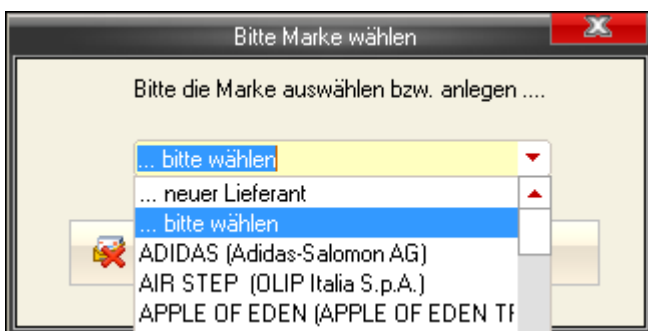 Bitte Marke wählen
Bitte die Marke auswählen bzw. anlegen ....
... bitte wählen
... neuer Lieferant
... bitte wählen
ADIDAS (Adidas-Salomon AG)
AIR STEP (OLIP Italia S.p.A.)
APPLE OF EDEN (APPLE OF EDEN